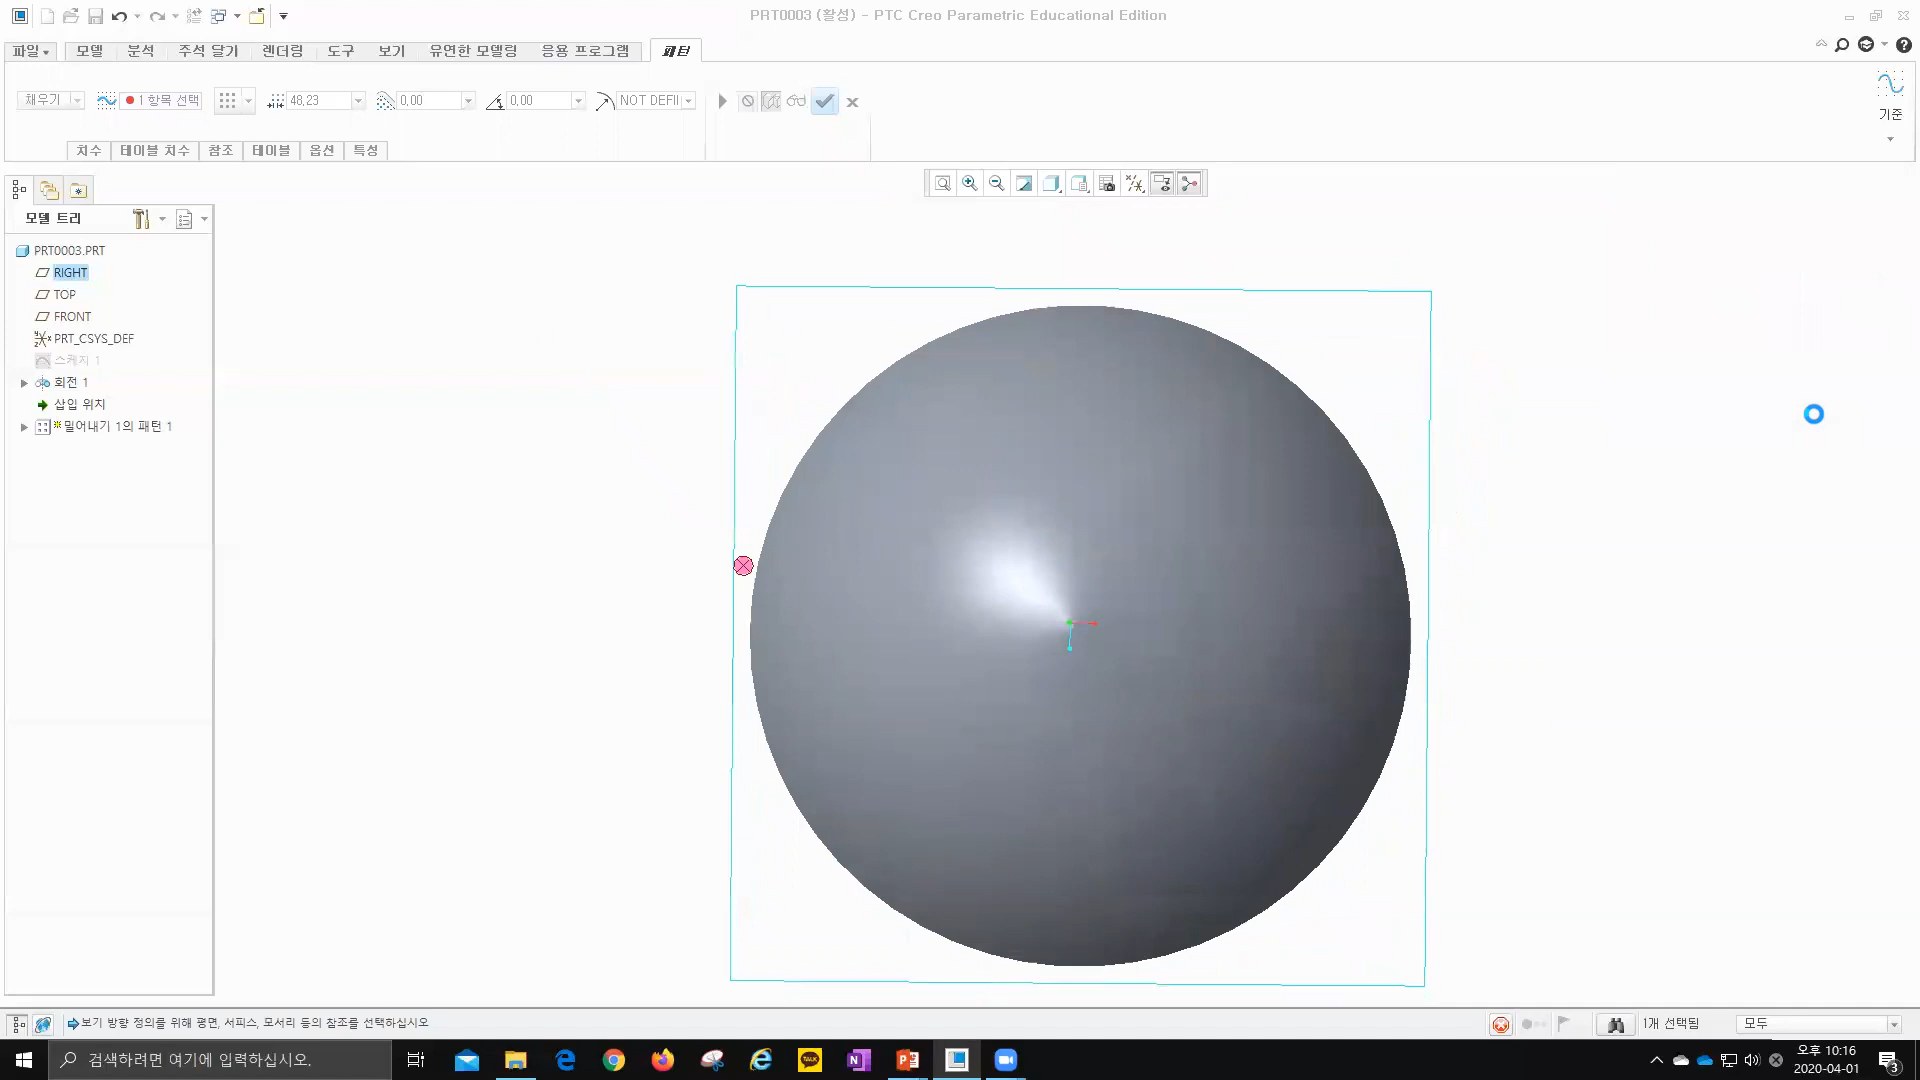 PRT0003 (활성) - PTC Creo Parametric Educational Edition
파일 모델 분석 주석 달기 렌더링 도구 보기 유연한 모델링 응용 프로그램 패턴
채우기 1 항목 선택 48,23 0,00 0,00 NOT DEFII
기준
치수 테이블 치수 참조 테이블 옵션 특성
모델 트리
PRT0003.PRT
RIGHT
TOP
FRONT
PRT_CSYS_DEF
스케치 1
회전 1
삽입 위치
밀어내기 1의 패턴 1
보기 방향 정의를 위해 평면, 서피스, 모서리 등의 참조를 선택하십시오
1개 선택됨 모두
검색하려면 여기에 입력하십시오.
TALK
오후 10:16
2020-04-01
3